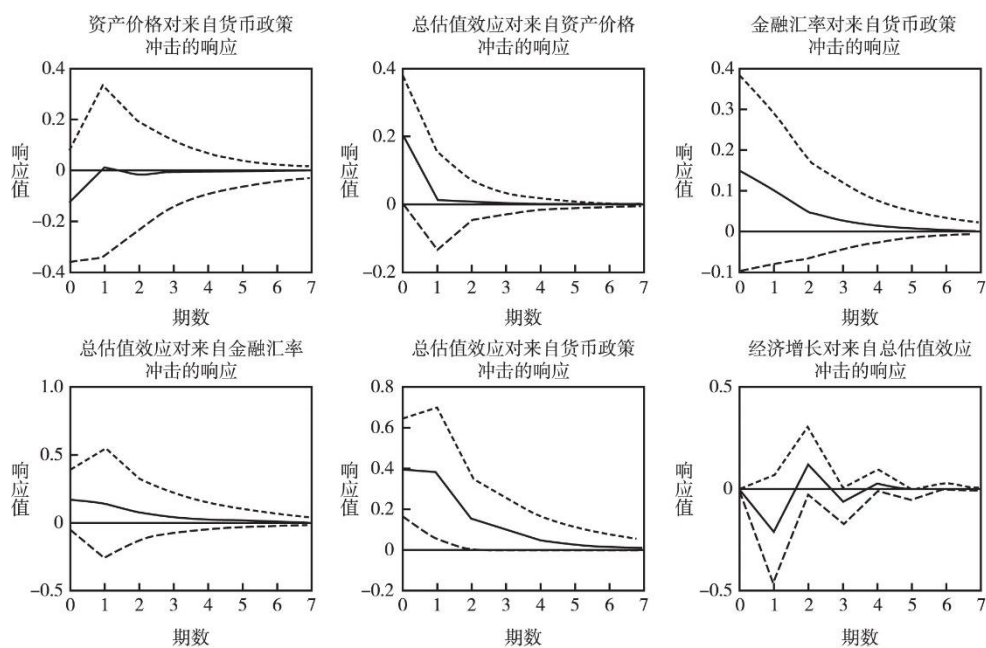 资产价格对来自货币政策
冲击的响应
0.4
0.2
0
−0.2
−0.4
响应值
0 1 2 3 4 5 6 7
期数
总估值效应对来自资产价格
冲击的响应
0.4
0.2
0
−0.2
响应值
0 1 2 3 4 5 6 7
期数
金融汇率对来自货币政策
冲击的响应
0.4
0.3
0.2
0.1
0
−0.1
响应值
0 1 2 3 4 5 6 7
期数
总估值效应对来自金融汇率
冲击的响应
1.0
0.5
0
−0.5
响应值
0 1 2 3 4 5 6 7
期数
总估值效应对来自货币政策
冲击的响应
0.8
0.6
0.4
0.2
0
−0.2
响应值
0 1 2 3 4 5 6 7
期数
经济增长对来自总估值效应
冲击的响应
0.5
0
−0.5
响应值
0 1 2 3 4 5 6 7
期数